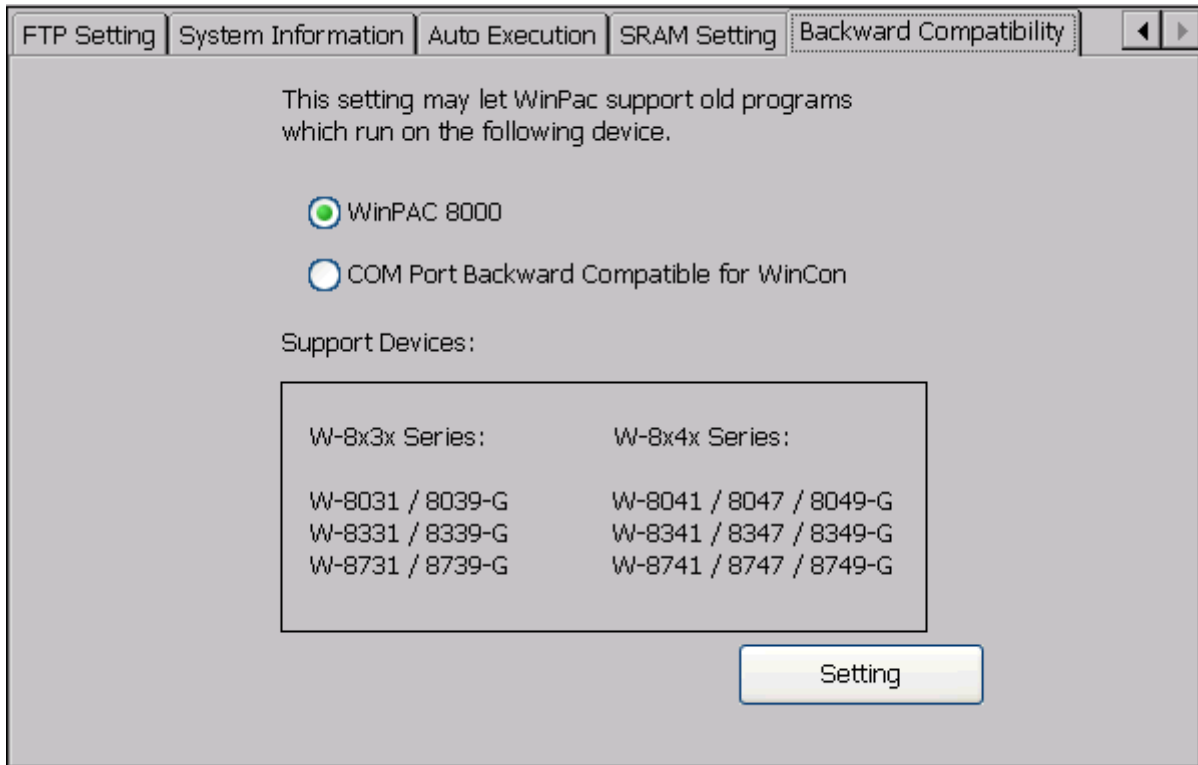 FTP Setting System Information Auto Execution SRAM Setting Backward Compatibility
This setting may let WinPac support old programs
which run on the following device.
WinPAC 8000
COM Port Backward Compatible for WinCon
Support Devices:
W-8x3x Series: W-8x4x Series:
W-8031 / 8039-G W-8041 / 8047 / 8049-G
W-8331 / 8339-G W-8341 / 8347 / 8349-G
W-8731 / 8739-G W-8741 / 8747 / 8749-G
Setting